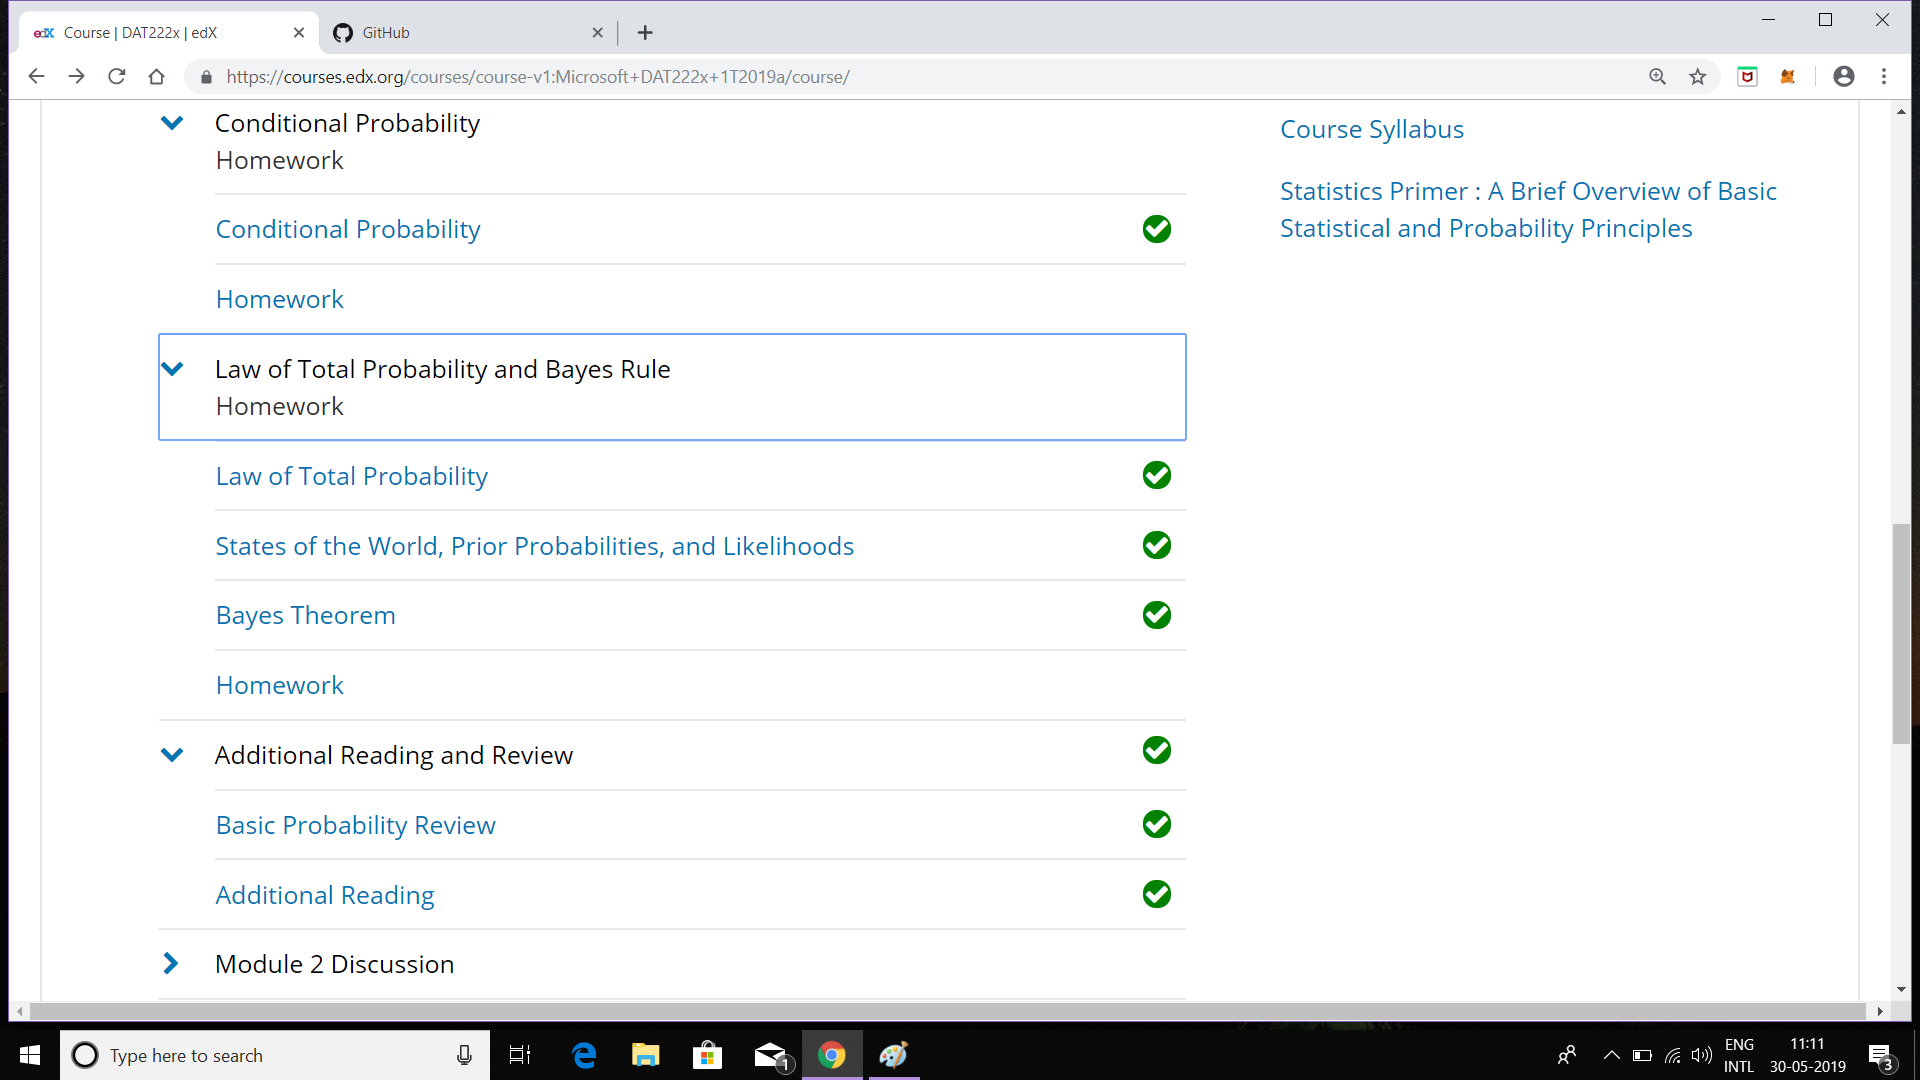 edX Course | DAT222x | edX
GitHub
https://courses.edx.org/courses/course-v1:Microsoft+DAT222x+1T2019a/course/
Conditional Probability
Homework
Conditional Probability
Homework
Law of Total Probability and Bayes Rule
Homework
Law of Total Probability
States of the World, Prior Probabilities, and Likelihoods
Bayes Theorem
Homework
Additional Reading and Review
Basic Probability Review
Additional Reading
Module 2 Discussion
Course Syllabus
Statistics Primer : A Brief Overview of Basic
Statistical and Probability Principles
Type here to search
1
ENG
INTL
11:11
30-05-2019
3